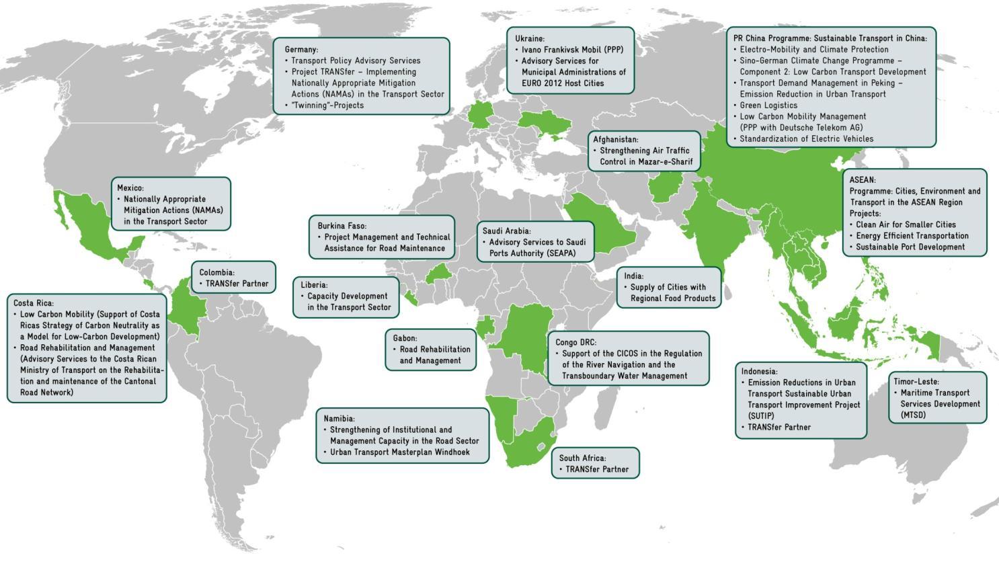 Germany:
• Transport Policy Advisory Services
• Project TRANSfer – Implementing
Nationally Appropriate Mitigation
Actions (NAMAs) in the Transport Sector
• "Twinning"-Projects
Ukraine:
• Ivano Frankivsk Mobil (PPP)
• Advisory Services for
Municipal Administrations of
EURO 2012 Host Cities
PR China Programme: Sustainable Transport in China:
• Electro-Mobility and Climate Protection
• Sino-German Climate Change Programme –
Component 2: Low Carbon Transport Development
• Transport Demand Management in Peking –
Emission Reduction in Urban Transport
• Green Logistics
• Low Carbon Mobility Management
(PPP with Deutsche Telekom AG)
• Standardization of Electric Vehicles
Afghanistan:
• Strengthening Air Traffic
Control in Mazar-e-Sharif
Mexico:
• Nationally Appropriate
Mitigation Actions (NAMAs)
in the Transport Sector
ASEAN:
Programme: Cities, Environment and
Transport in the ASEAN Region
Projects:
• Clean Air for Smaller Cities
• Energy Efficient Transportation
• Sustainable Port Development
Burkina Faso:
• Project Management and Technical
Assistance for Road Maintenance
Saudi Arabia:
• Advisory Services to Saudi
Ports Authority (SEAPA)
Colombia:
• TRANSfer Partner
Liberia:
• Capacity Development
in the Transport Sector
India:
• Supply of Cities with
Regional Food Products
Costa Rica:
• Low Carbon Mobility (Support of Costa
Ricas Strategy of Carbon Neutrality as
a Model for Low-Carbon Development)
• Road Rehabilitation and Management
(Advisory Services to the Costa Rican
Ministry of Transport on the Rehabilita-
tion and maintenance of the Cantonal
Road Network)
Gabon:
• Road Rehabilitation
and Management
Congo DRC:
• Support of the CICOS in the Regulation
of the River Navigation and the
Transboundary Water Management
Indonesia:
• Emission Reductions in Urban
Transport Sustainable Urban
Transport Improvement Project
(SUTIP)
• TRANSfer Partner
Timor-Leste:
• Maritime Transport
Services Development
(MTSD)
Namibia:
• Strengthening of Institutional and
Management Capacity in the Road Sector
• Urban Transport Masterplan Windhoek
South Africa:
• TRANSfer Partner